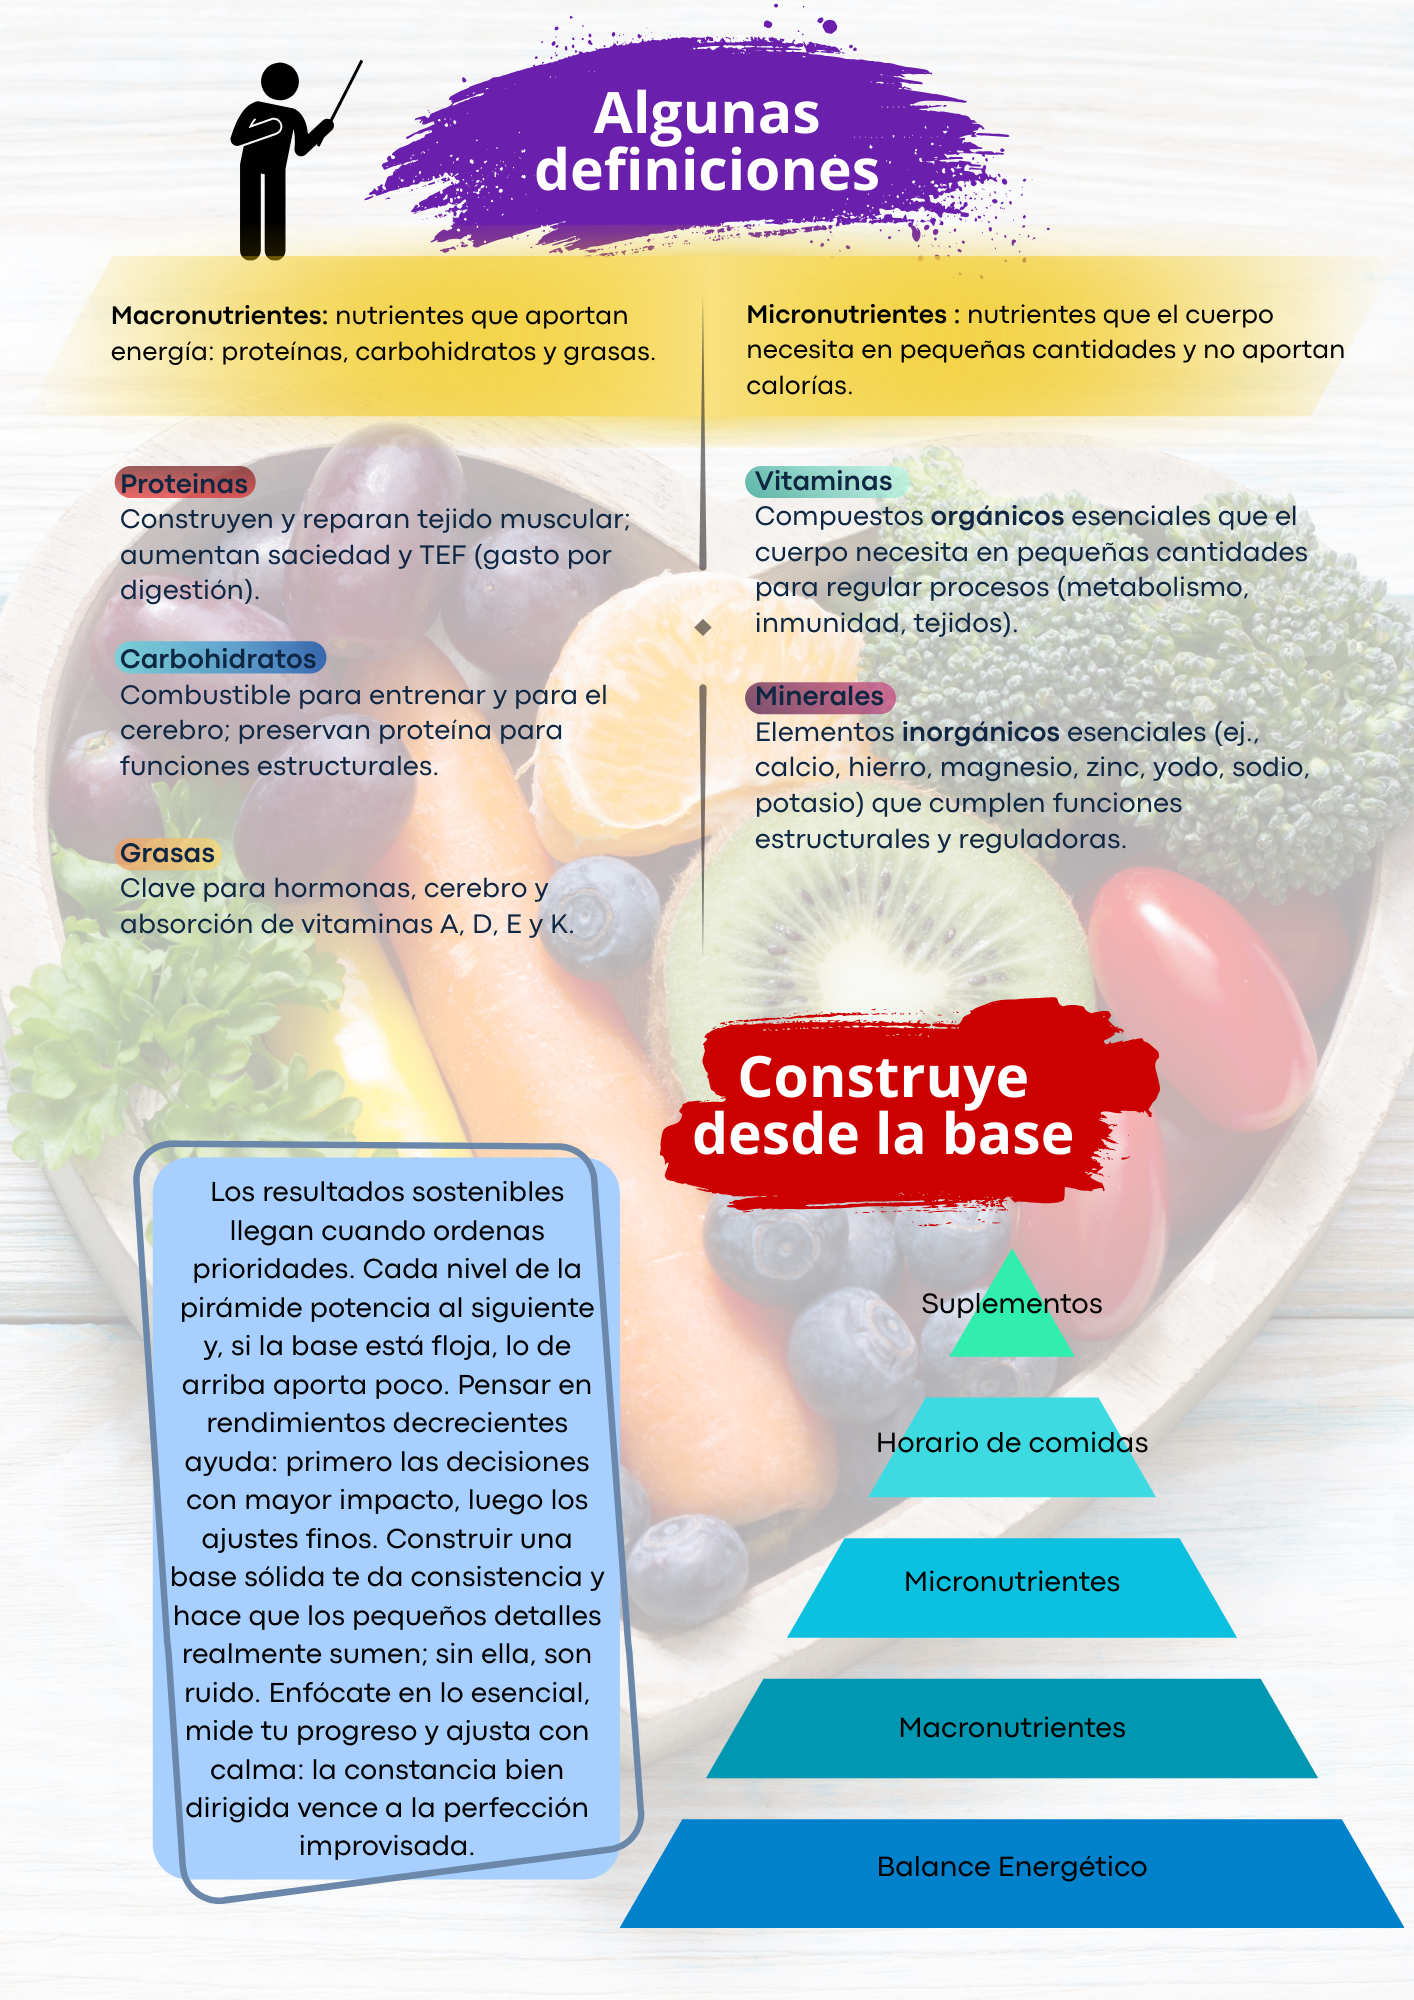 Algunas
definiciones
Macronutrientes: nutrientes que aportan
energía: proteínas, carbohidratos y grasas.
Micronutrientes : nutrientes que el cuerpo
necesita en pequeñas cantidades y no aportan
calorías.
Proteinas
Construyen y reparan tejido muscular;
aumentan saciedad y TEF (gasto por
digestión).
Carbohidratos
Combustible para entrenar y para el
cerebro; preservan proteína para
funciones estructurales.
Grasas
Clave para hormonas, cerebro y
absorción de vitaminas A, D, E y K.
Vitaminas
Compuestos orgánicos esenciales que el
cuerpo necesita en pequeñas cantidades
para regular procesos (metabolismo,
inmunidad, tejidos).
Minerales
Elementos inorgánicos esenciales (ej.,
calcio, hierro, magnesio, zinc, yodo, sodio,
potasio) que cumplen funciones
estructurales y reguladoras.
Construye
desde la base
Los resultados sostenibles
llegan cuando ordenas
prioridades. Cada nivel de la
pirámide potencia al siguiente
y, si la base está floja, lo de
arriba aporta poco. Pensar en
rendimientos decrecientes
ayuda: primero las decisiones
con mayor impacto, luego los
ajustes finos. Construir una
base sólida te da consistencia y
hace que los pequeños detalles
realmente sumen; sin ella, son
ruido. Enfócate en lo esencial,
mide tu progreso y ajusta con
calma: la constancia bien
dirigida vence a la perfección
improvisada.
Suplementos
Horario de comidas
Micronutrientes
Macronutrientes
Balance Energético